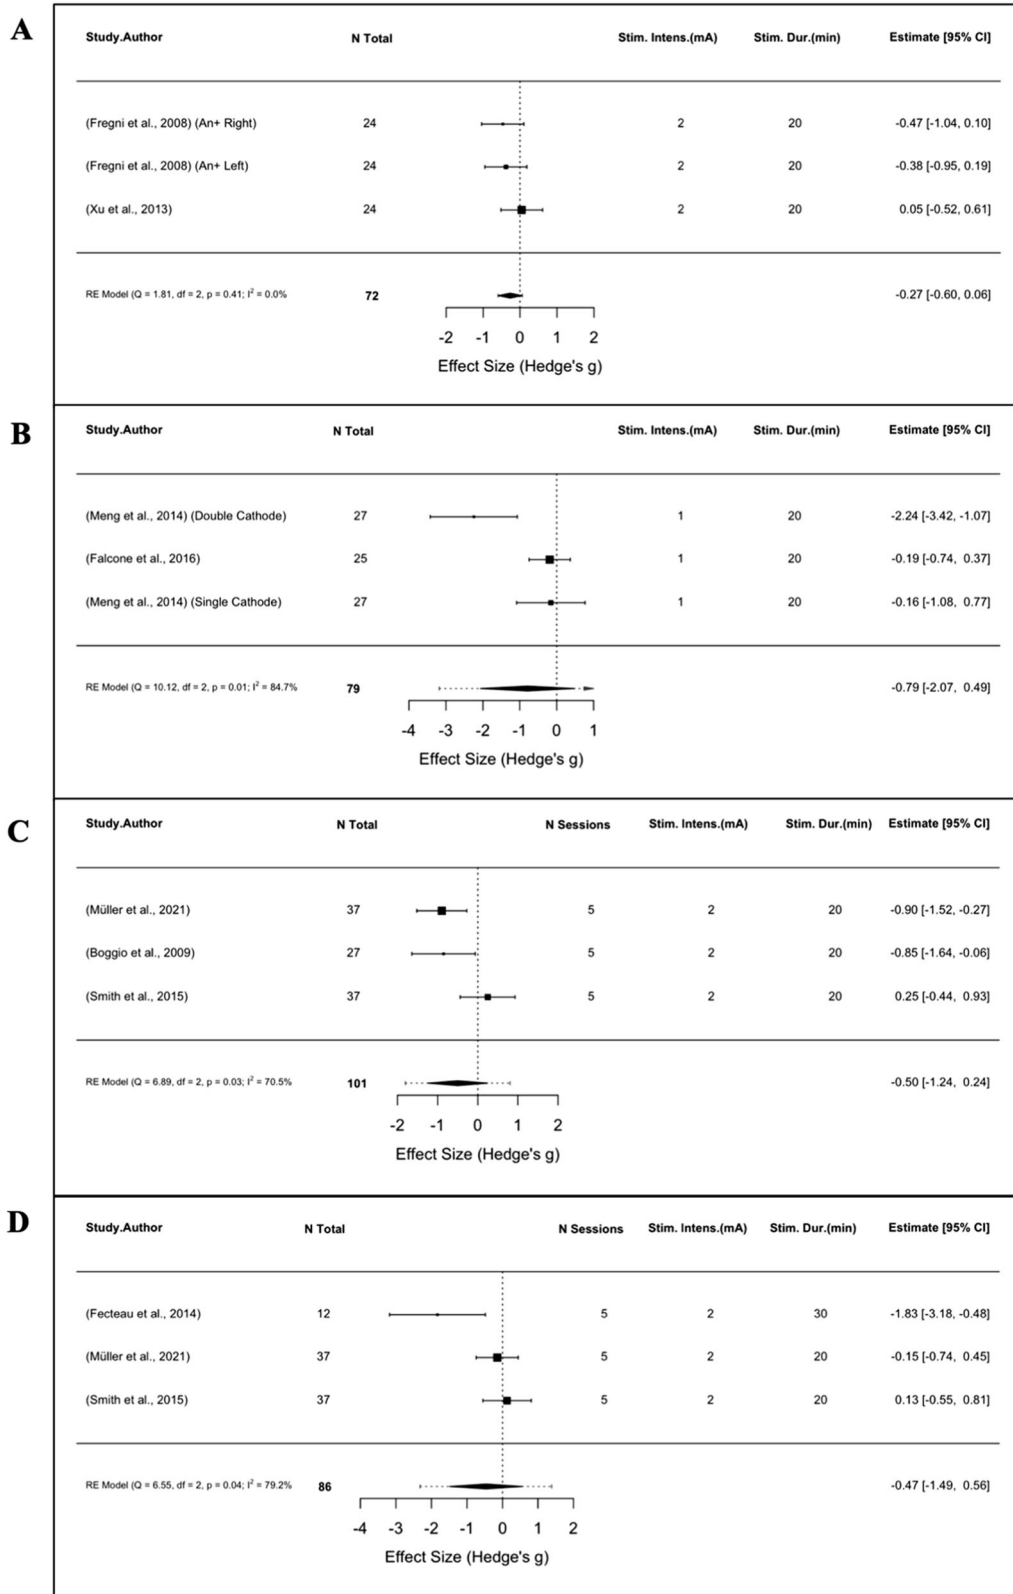 A
Study.Author N Total Stim. Intens.(mA) Stim. Dur.(min) Estimate [95% CI]
(Fregni et al., 2008) (An+ Right) 24 2 20 -0.47 [-1.04, 0.10]
(Fregni et al., 2008) (An+ Left) 24 2 20 -0.38 [-0.95, 0.19]
(Xu et al., 2013) 24 2 20 0.05 [-0.52, 0.61]
RE Model (Q = 1.81, df = 2, p = 0.41; I² = 0.0% 72 -0.27 [-0.60, 0.06]
-2 -1 0 1 2
Effect Size (Hedge's g)
B
Study.Author N Total Stim. Intens.(mA) Stim. Dur.(min) Estimate [95% CI]
(Meng et al., 2014) (Double Cathode) 27 1 20 -2.24 [-3.42, -1.07]
(Falcone et al., 2016) 25 1 20 -0.19 [-0.74, 0.37]
(Meng et al., 2014) (Single Cathode) 27 1 20 -0.16 [-1.08, 0.77]
RE Model (Q = 10.12, df = 2, p = 0.01; I² = 84.7% 79 -0.79 [-2.07, 0.49]
-4 -3 -2 -1 0 1
Effect Size (Hedge's g)
C
Study.Author N Total N Sessions Stim. Intens.(mA) Stim. Dur.(min) Estimate [95% CI]
(Müller et al., 2021) 37 5 2 20 -0.90 [-1.52, -0.27]
(Boggio et al., 2009) 27 5 2 20 -0.85 [-1.64, -0.06]
(Smith et al., 2015) 37 5 2 20 0.25 [-0.44, 0.93]
RE Model (Q = 6.89, df = 2, p = 0.03; I² = 70.5% 101 -0.50 [-1.24, 0.24]
-2 -1 0 1 2
Effect Size (Hedge's g)
D
Study.Author N Total N Sessions Stim. Intens.(mA) Stim. Dur.(min) Estimate [95% CI]
(Fecteau et al., 2014) 12 5 2 30 -1.83 [-3.18, -0.48]
(Müller et al., 2021) 37 5 2 20 -0.15 [-0.74, 0.45]
(Smith et al., 2015) 37 5 2 20 0.13 [-0.55, 0.81]
RE Model (Q = 6.55, df = 2, p = 0.04; I² = 79.2% 86 -0.47 [-1.49, 0.56]
-4 -3 -2 -1 0 1 2
Effect Size (Hedge's g)